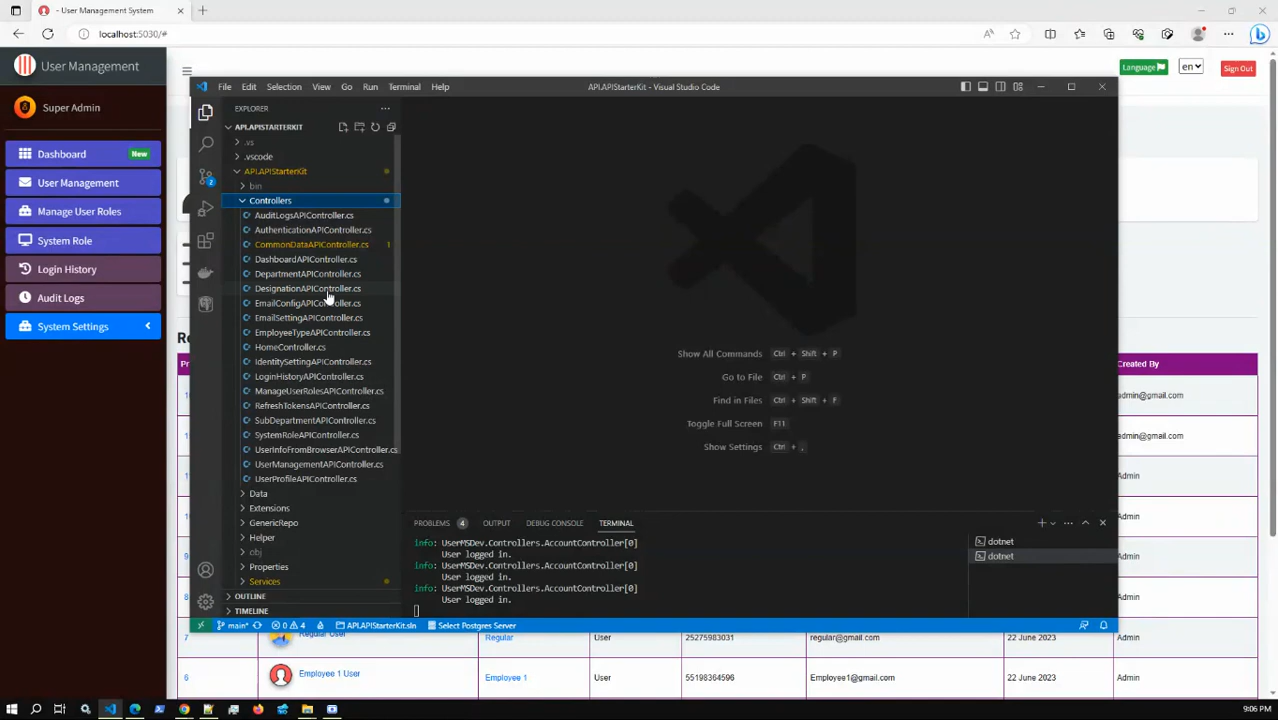 - User Management System
localhost:5030/#
User Management
Language
en
Sign Out
Super Admin
Dashboard
New
User Management
Manage User Roles
System Role
Login History
Audit Logs
System Settings
File Edit Selection View Go Run Terminal Help
API.APIStarterKit - Visual Studio Code
EXPLORER
API.APISTARTERKIT
.vs
.vscode
API.APIStarterKit
bin
Controllers
AuditLogsAPIController.cs
AuthenticationAPIController.cs
CommonDataAPIController.cs 1
DashboardAPIController.cs
DepartmentAPIController.cs
DesignationAPIController.cs
EmailConfigAPIController.cs
EmailSettingAPIController.cs
EmployeeTypeAPIController.cs
HomeController.cs
IdentitySettingAPIController.cs
LoginHistoryAPIController.cs
ManageUserRolesAPIController.cs
RefreshTokensAPIController.cs
SubDepartmentAPIController.cs
SystemRoleAPIController.cs
UserInfoFromBrowserAPIController.cs
UserManagementAPIController.cs
UserProfileAPIController.cs
Data
Extensions
GenericRepo
Helper
obj
Properties
Services
OUTLINE
TIMELINE
2
Show All Commands Ctrl + Shift + P
Go to File Ctrl + P
Find in Files Ctrl + Shift + F
Toggle Full Screen F11
Show Settings Ctrl + ,
PROBLEMS 4 OUTPUT DEBUG CONSOLE TERMINAL
info: UserMSDev.Controllers.AccountController[0]
User logged in.
info: UserMSDev.Controllers.AccountController[0]
User logged in.
info: UserMSDev.Controllers.AccountController[0]
User logged in.
dotnet
dotnet
main* 0 4 API.APIStarterKit.sln Select Postgres Server
Created By
admin@gmail.com
admin@gmail.com
Admin
Admin
Admin
Admin
7 Regular User Regular User 25275983031 regular@gmail.com 22 June 2023 Admin
6 Employee 1 User Employee 1 User 55198364596 Employee1@gmail.com 22 June 2023 Admin
9:06 PM